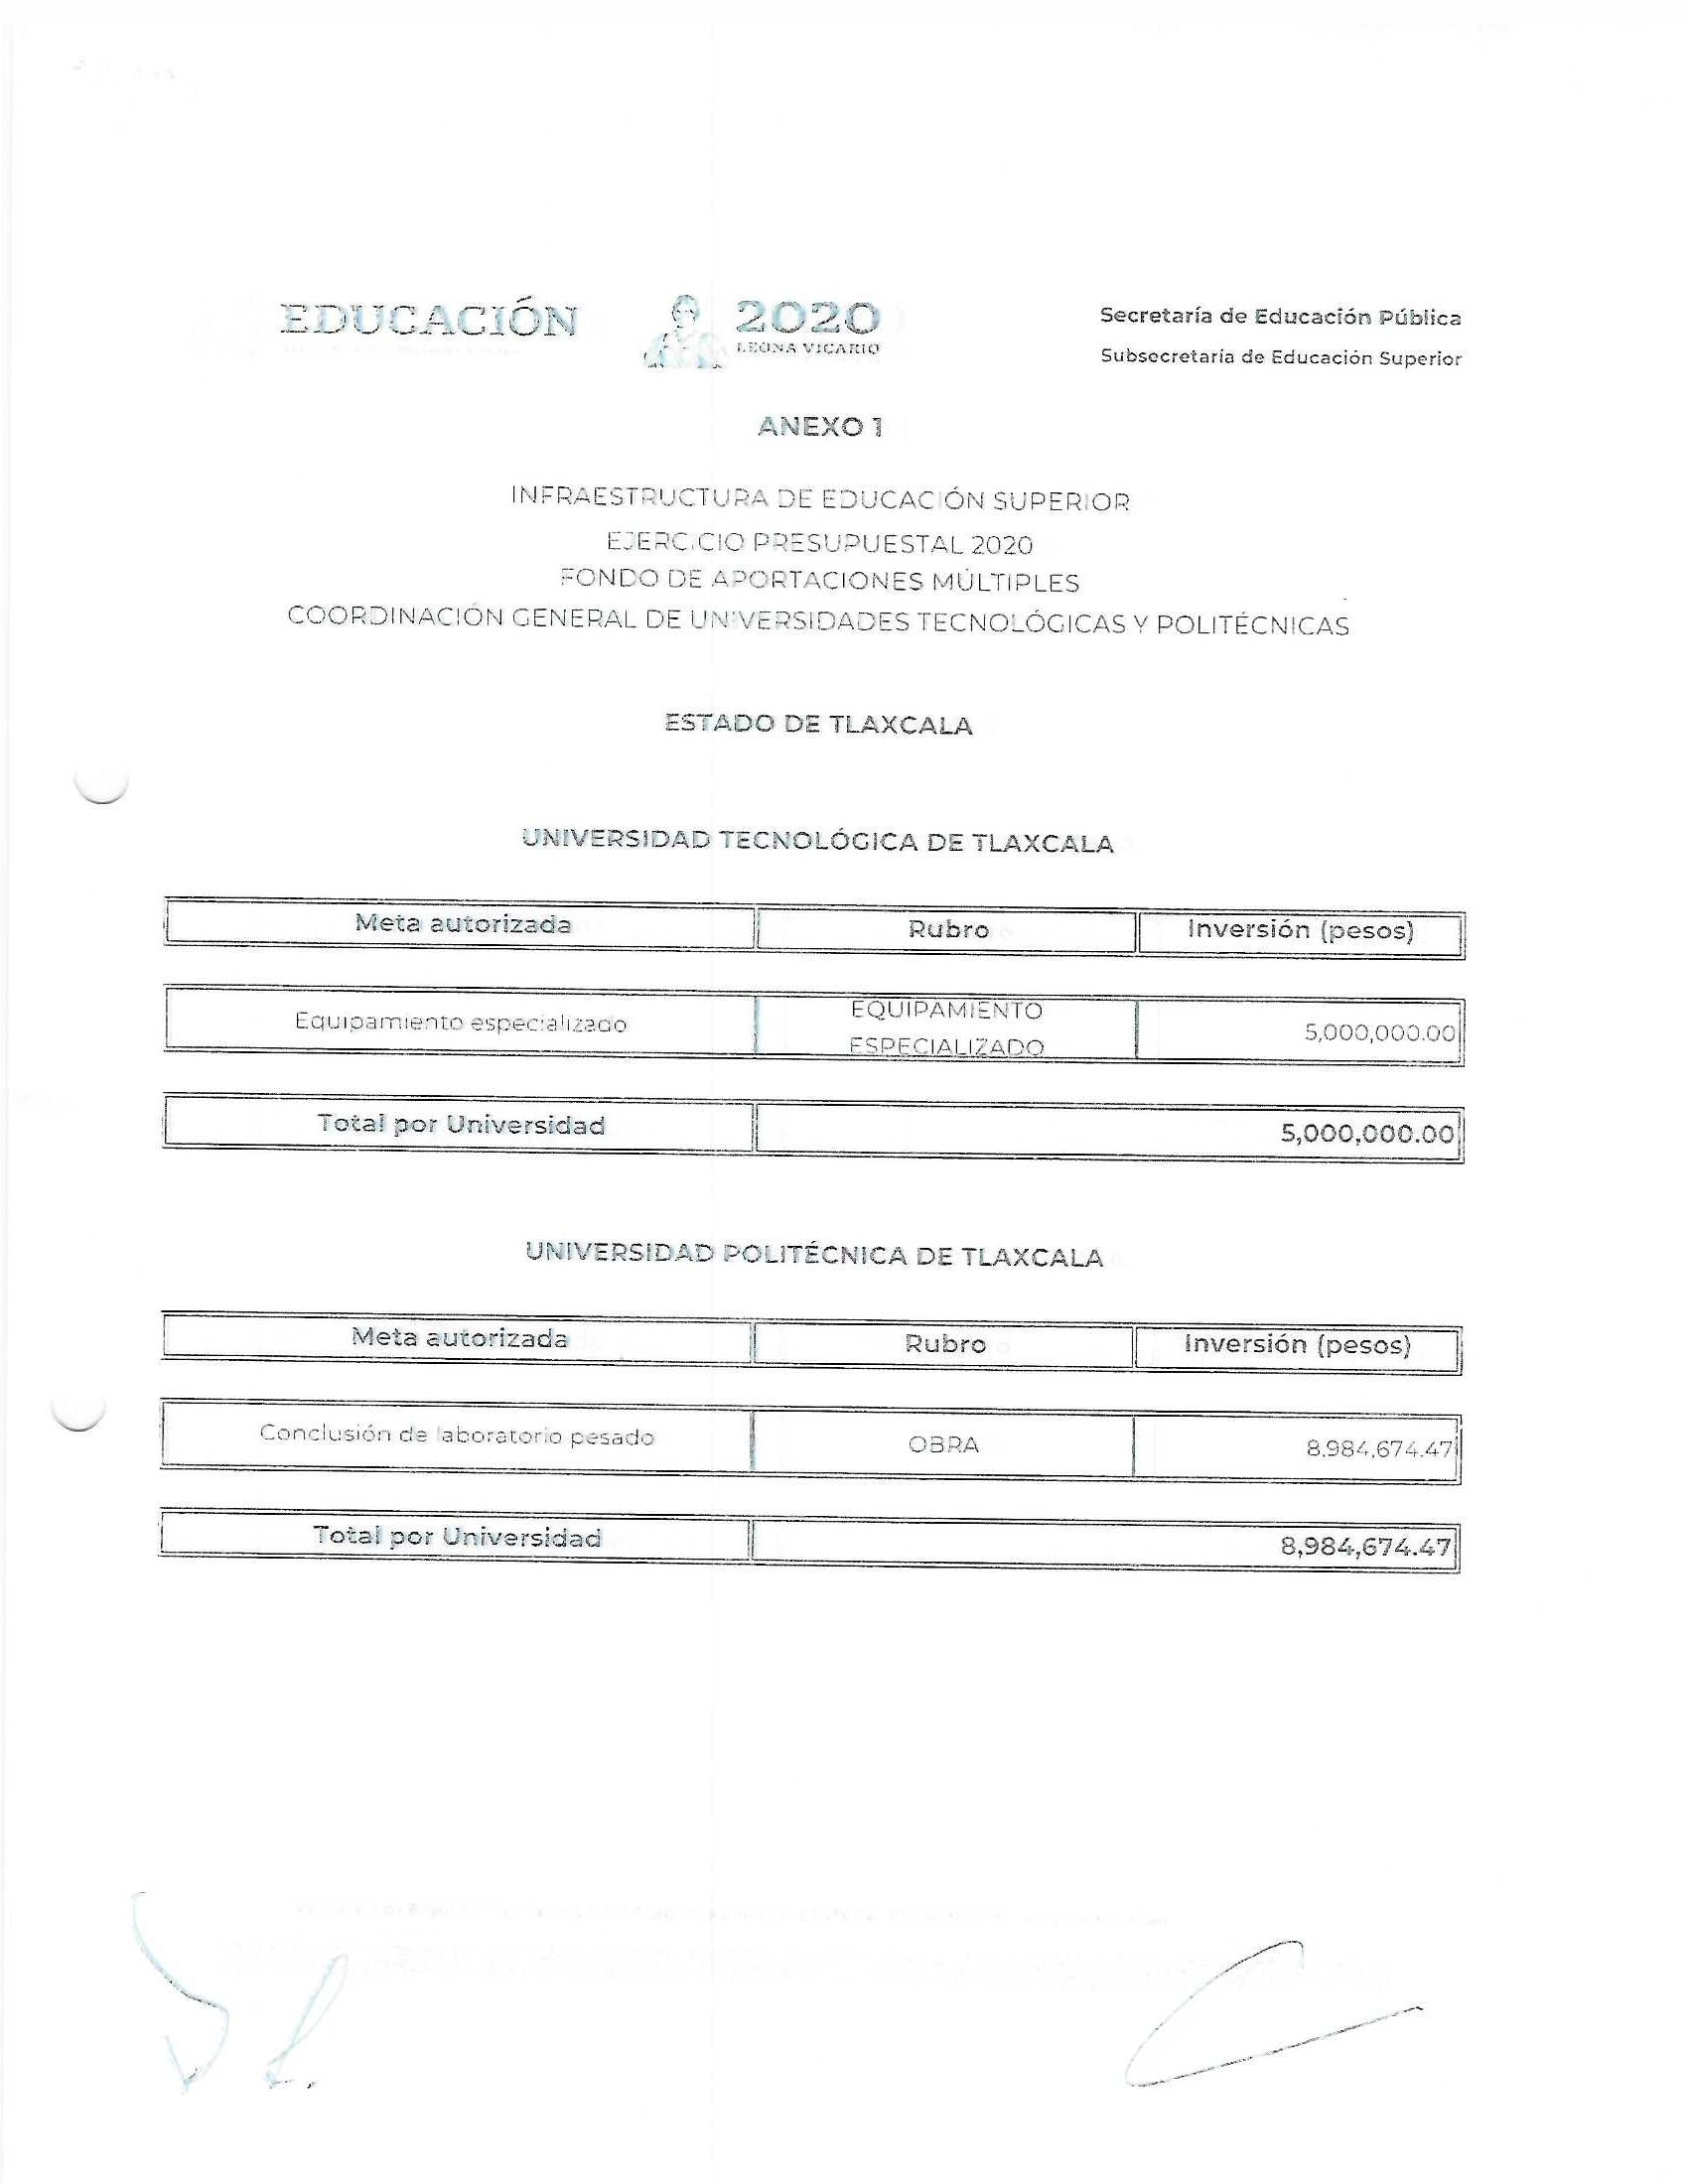 EDUCACIÓN
2020
LEONA VICARIO
Secretaría de Educación Pública
Subsecretaría de Educación Superior
ANEXO 1
INFRAESTRUCTURA DE EDUCACIÓN SUPERIOR
EJERCICIO PRESUPUESTAL 2020
FONDO DE APORTACIONES MÚLTIPLES
COORDINACIÓN GENERAL DE UNIVERSIDADES TECNOLÓGICAS Y POLITÉCNICAS
ESTADO DE TLAXCALA
UNIVERSIDAD TECNOLÓGICA DE TLAXCALA
Meta autorizada Rubro Inversión (pesos)
Equipamiento especializado EQUIPAMIENTO ESPECIALIZADO 5,000,000.00
Total por Universidad 5,000,000.00
UNIVERSIDAD POLITÉCNICA DE TLAXCALA
Meta autorizada Rubro Inversión (pesos)
Conclusión de laboratorio pesado OBRA 8,984,674.47
Total por Universidad 8,984,674.47